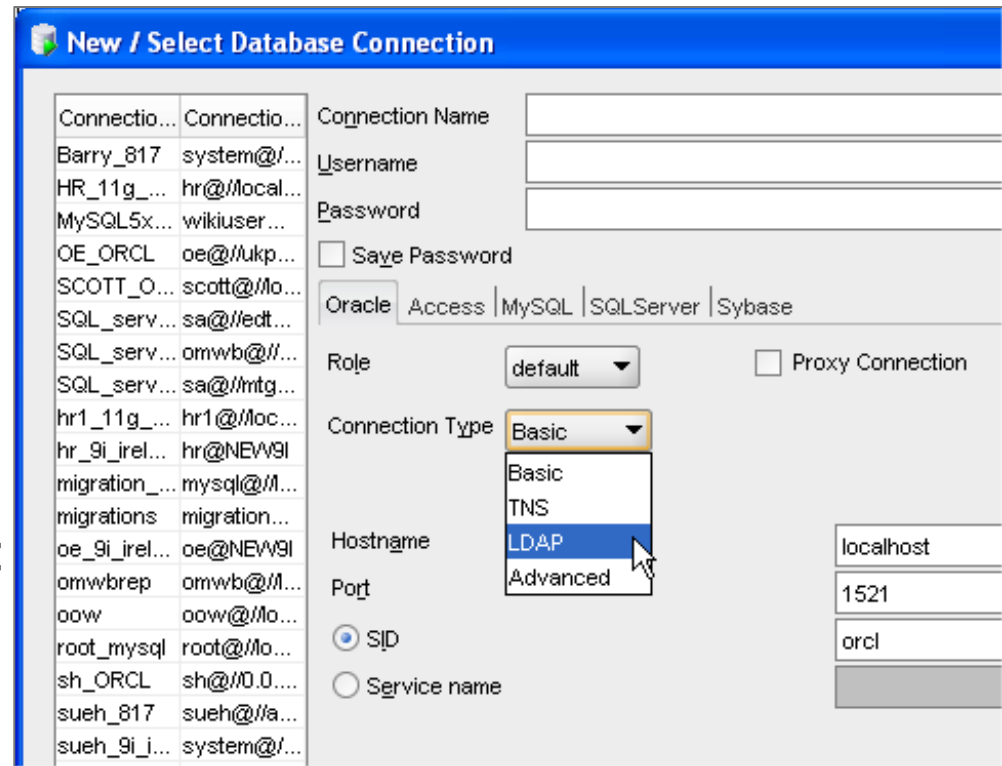 New / Select Database Connection
Connectio... Connectio...
Barry_817 system@/...
HR_11g_... hr@//local...
MySQL5x... wikiuser...
OE_ORCL oe@//ukp...
SCOTT_O... scott@//lo...
SQL_serv... sa@//edt...
SQL_serv... omwb@//...
SQL_serv... sa@//mtg...
hr1_11g_... hr1@//loc...
hr_9i_irel... hr@NEW9I
migration_... mysql@//l...
migrations migration...
oe_9i_irel... oe@NEW9I
omwbrep omwb@//l...
oow oow@//lo...
root_mysql root@//lo...
sh_ORCL sh@//0.0....
sueh_817 sueh@//a...
sueh_9i_i... system@/...
Connection Name
Username
Password
Save Password
Oracle Access MySQL SQLServer Sybase
Role default Proxy Connection
Connection Type Basic
Basic
TNS
LDAP
Advanced
Hostname localhost
Port 1521
SID orcl
Service name